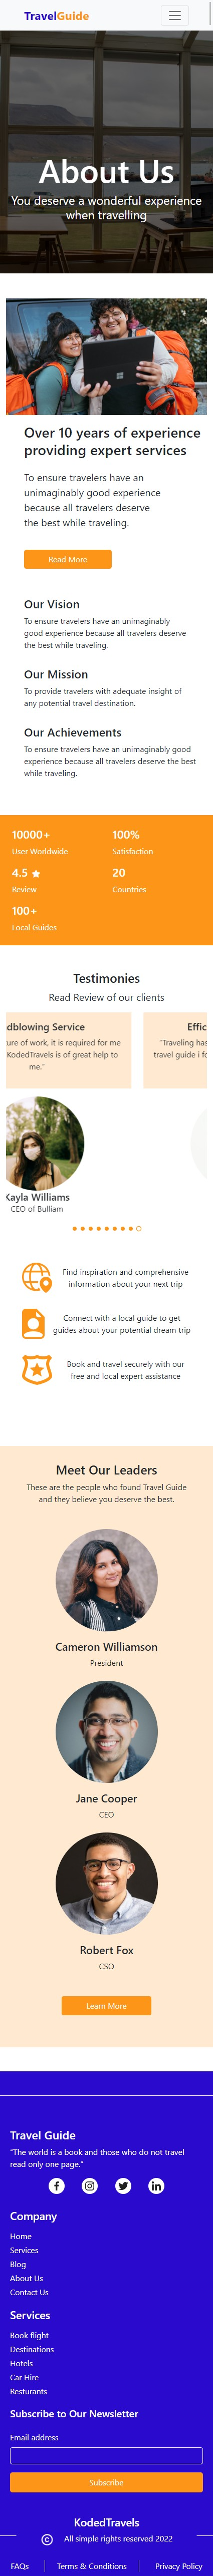 TravelGuide
About Us
You deserve a wonderful experience
when travelling
Over 10 years of experience
providing expert services
To ensure travelers have an
unimaginably good experience
because all travelers deserve
the best while traveling.
Read More
Our Vision
To ensure travelers have an unimaginably
good experience because all travelers deserve
the best while traveling.
Our Mission
To provide travelers with adequate insight of
any potential travel destination.
Our Achievements
To ensure travelers have an unimaginably good
experience because all travelers deserve the best
while traveling.
10000+ 100%
User Worldwide Satisfaction
4.5 20
Review Countries
100+
Local Guides
Testimonies
Read Review of our clients
dblowing Service Effic
ure of work, it is required for me "Traveling has
KodedTravels is of great help to travel guide i fo
me."
Kayla Williams
CEO of Bulliam
Find inspiration and comprehensive
information about your next trip
Connect with a local guide to get
guides about your potential dream trip
Book and travel securely with our
free and local expert assistance
Meet Our Leaders
These are the people who found Travel Guide
and they believe you deserve the best.
Cameron Williamson
President
Jane Cooper
CEO
Robert Fox
CSO
Learn More
Travel Guide
"The world is a book and those who do not travel
read only one page."
Company
Home
Services
Blog
About Us
Contact Us
Services
Book flight
Destinations
Hotels
Car Hire
Resturants
Subscribe to Our Newsletter
Email address
Subscribe
KodedTravels
© All simple rights reserved 2022
FAQs Terms & Conditions Privacy Policy